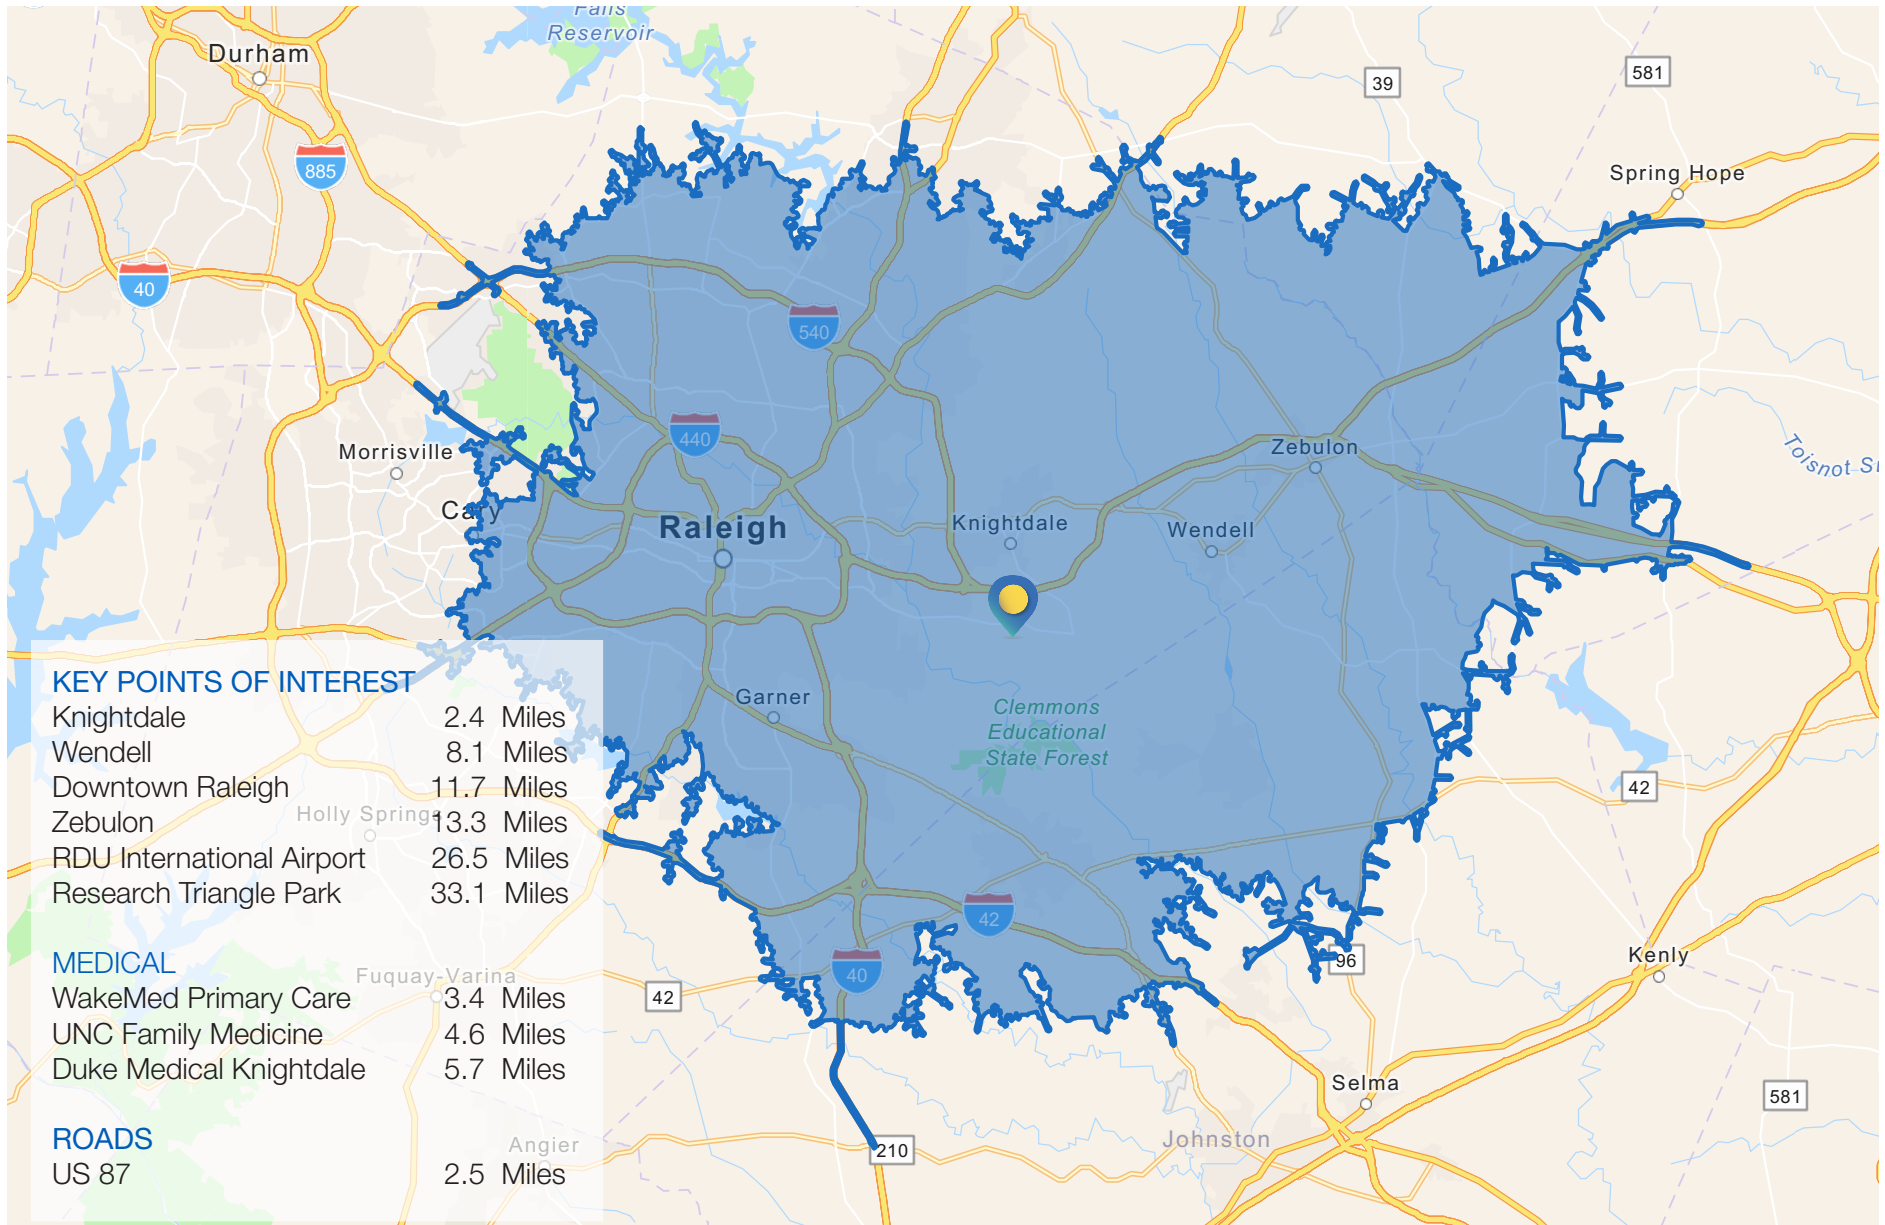 Falls
Reservoir
Durham
885
40
39
581
Spring Hope
540
440
Morrisville
Cary
Raleigh
Zebulon
Knightdale
Wendell
Toisnot
Garner
Clemmons
Educational
State Forest
42
Holly Springs
Fuquay-Varina
42
Angier
40
42
96
Kenly
Selma
Johnston
581
210
KEY POINTS OF INTEREST
Knightdale 2.4 Miles
Wendell 8.1 Miles
Downtown Raleigh 11.7 Miles
Zebulon 13.3 Miles
RDU International Airport 26.5 Miles
Research Triangle Park 33.1 Miles
MEDICAL
WakeMed Primary Care 3.4 Miles
UNC Family Medicine 4.6 Miles
Duke Medical Knightdale 5.7 Miles
ROADS
US 87 2.5 Miles